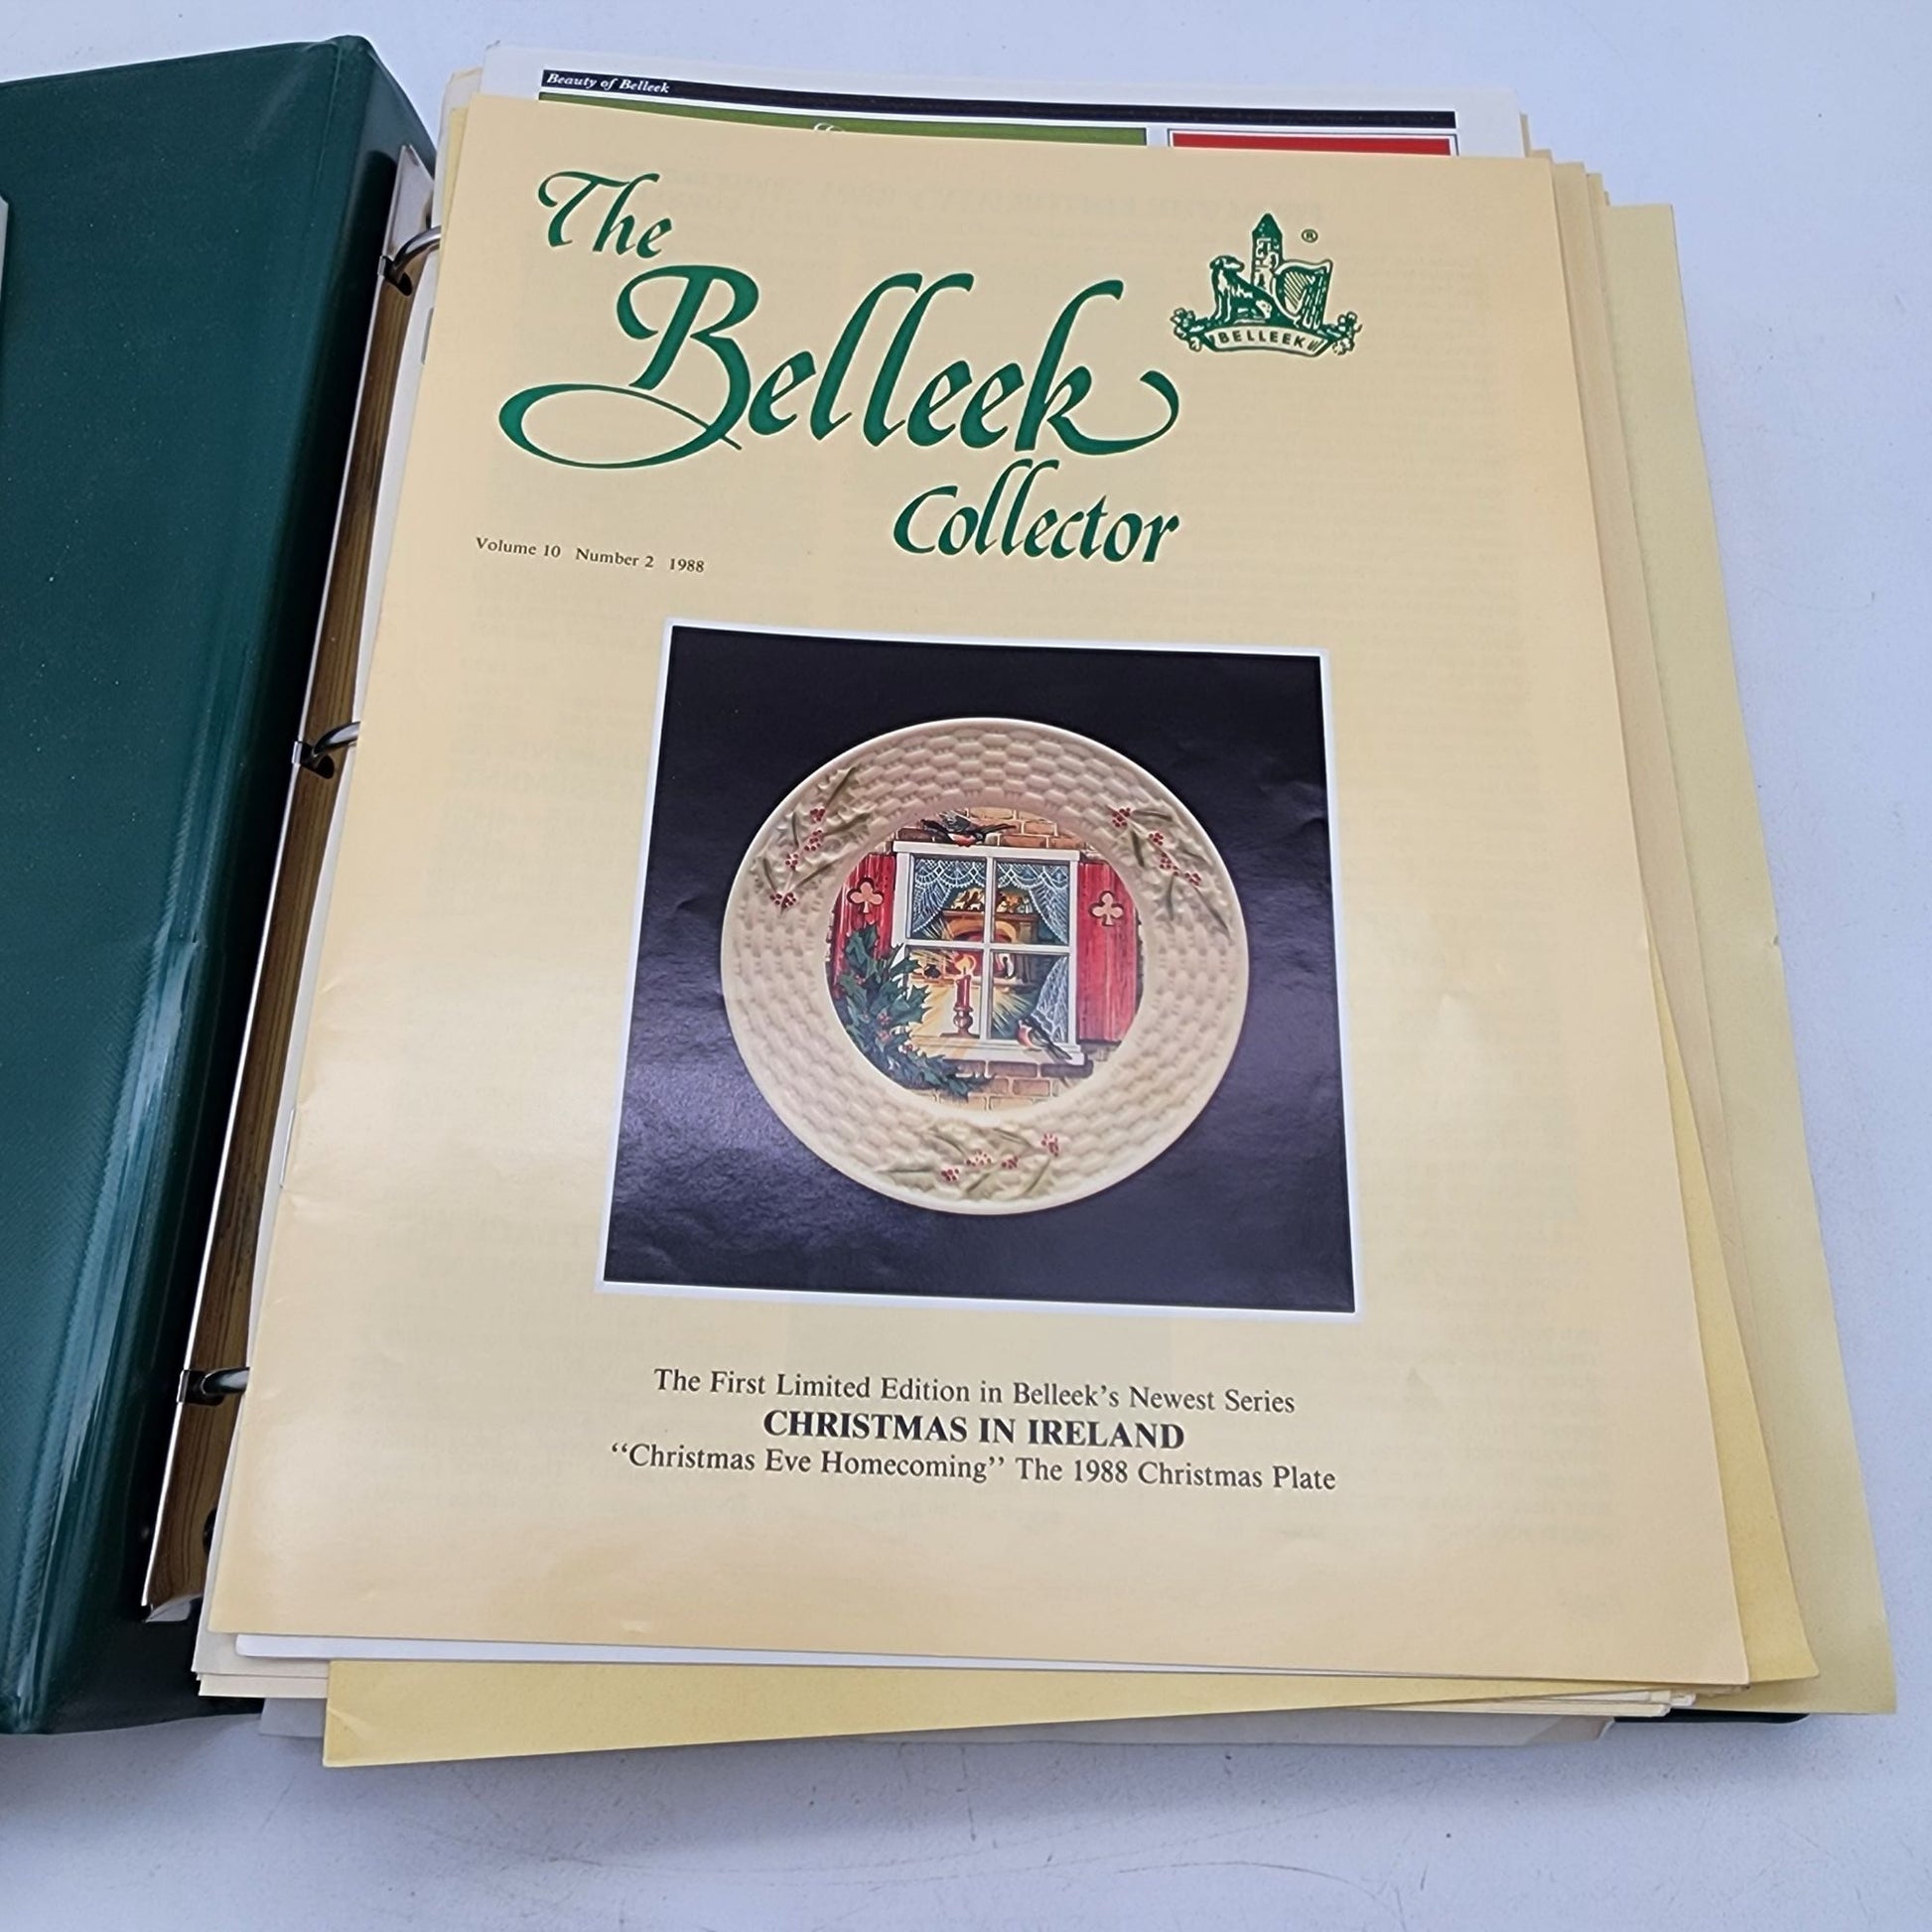 Beauty of Belleek
The
Belleek
Collector
®
BELLEEK
Volume 10 Number 2 1988
The First Limited Edition in Belleek's Newest Series
CHRISTMAS IN IRELAND
“Christmas Eve Homecoming” The 1988 Christmas Plate